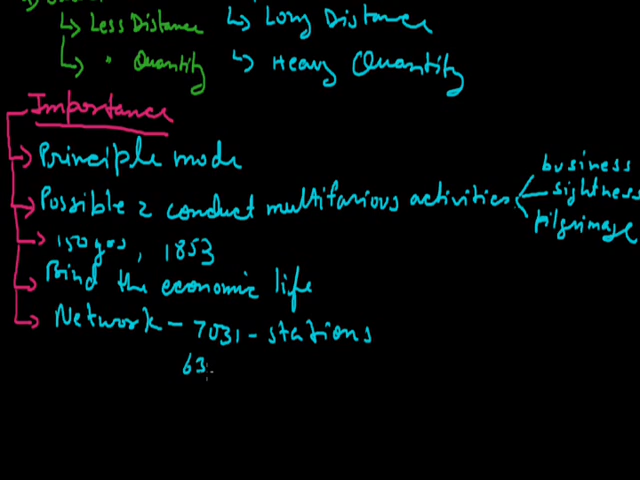 ↳ Less Distance ↳ Long Distance
↳ " Quantity ↳ Heavy Quantity
Importance
→ Principle mode
→ Possible 2 conduct multifarious activities business
sightness
pilgrimage
→ 150 yrs, 1853
→ Bind the economic life
→ Network - 7031 - stations
63